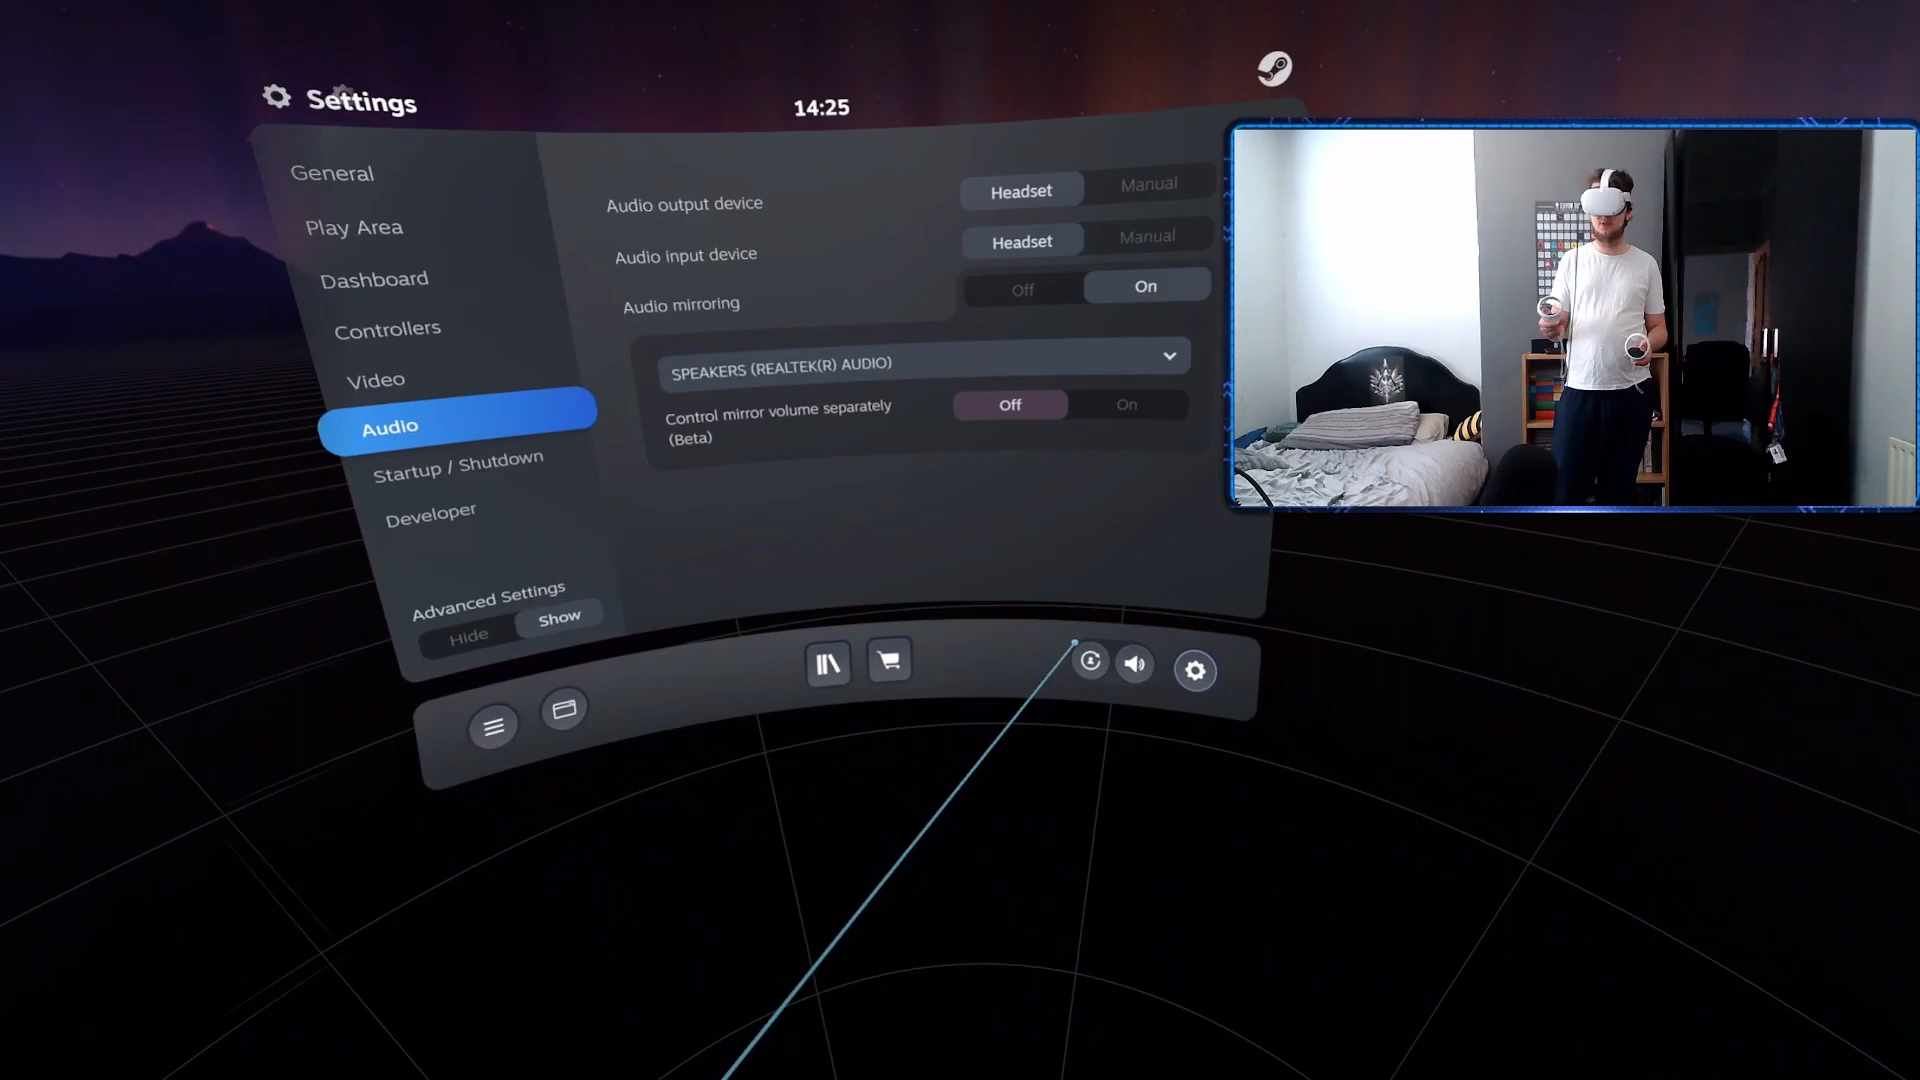 Settings
14:25
General
Play Area
Dashboard
Controllers
Video
Audio
Startup / Shutdown
Developer
Advanced Settings
Hide
Show
Audio output device
Headset
Manual
Audio input device
Headset
Manual
Audio mirroring
Off
On
SPEAKERS (REALTEK(R) AUDIO)
Control mirror volume separately
(Beta)
Off
On